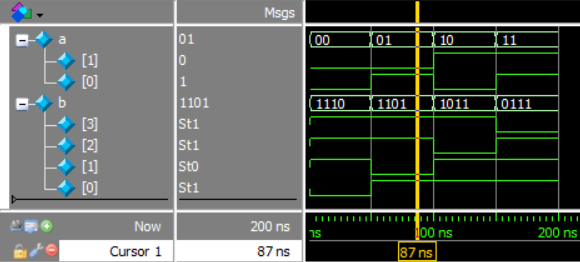 Msgs
a 01 00 01 10 11
[1] 0
[0] 1
b 1101 1110 1101 1011 0111
[3] St1
[2] St1
[1] St0
[0] St1
Now 200 ns ns 100 ns 200 ns
Cursor 1 87 ns 87 ns